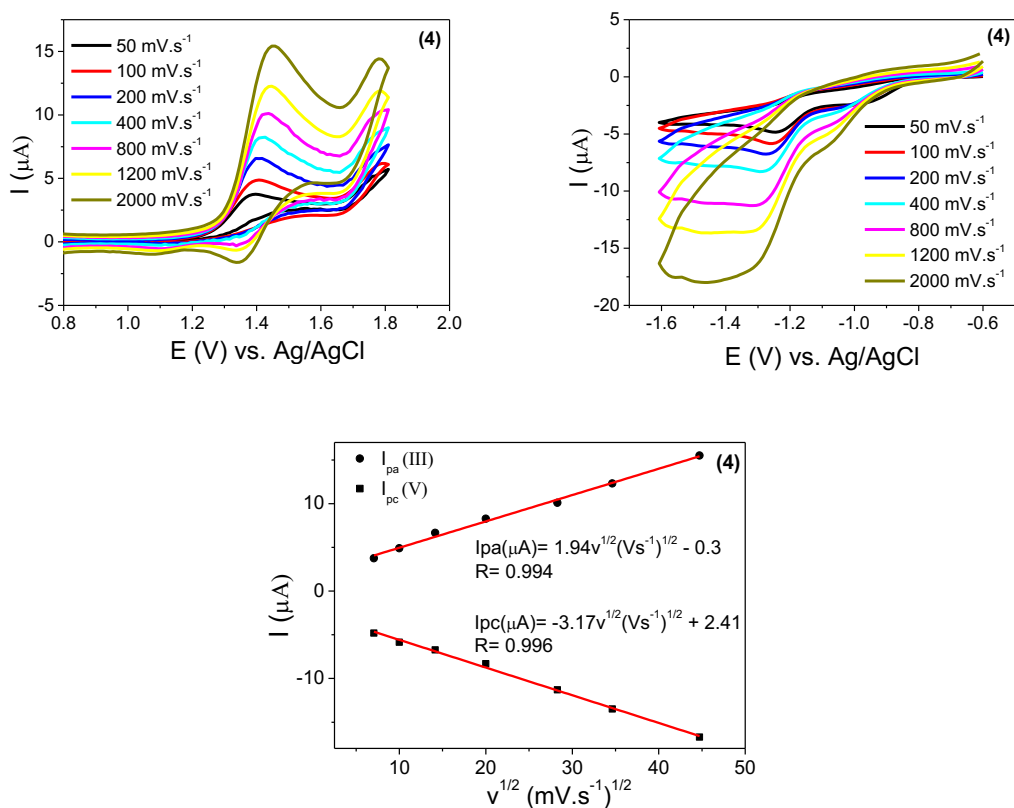 (4)
50 mV.s-1
100 mV.s-1
200 mV.s-1
400 mV.s-1
800 mV.s-1
1200 mV.s-1
2000 mV.s-1
15
10
5
0
-5
I (μA)
0.8 1.0 1.2 1.4 1.6 1.8 2.0
E (V) vs. Ag/AgCl
(4)
5
0
-5
-10
-15
-20
I (μA)
50 mV.s-1
100 mV.s-1
200 mV.s-1
400 mV.s-1
800 mV.s-1
1200 mV.s-1
2000 mV.s-1
-1.6 -1.4 -1.2 -1.0 -0.8 -0.6
E (V) vs. Ag/AgCl
Ipa (III)
Ipc (V)
(4)
10
0
-10
I (μA)
Ipa(μA)= 1.94v1/2(Vs-1)1/2 - 0.3
R= 0.994
Ipc(μA)= -3.17v1/2(Vs-1)1/2 + 2.41
R= 0.996
10 20 30 40 50
v1/2 (mV.s-1)1/2